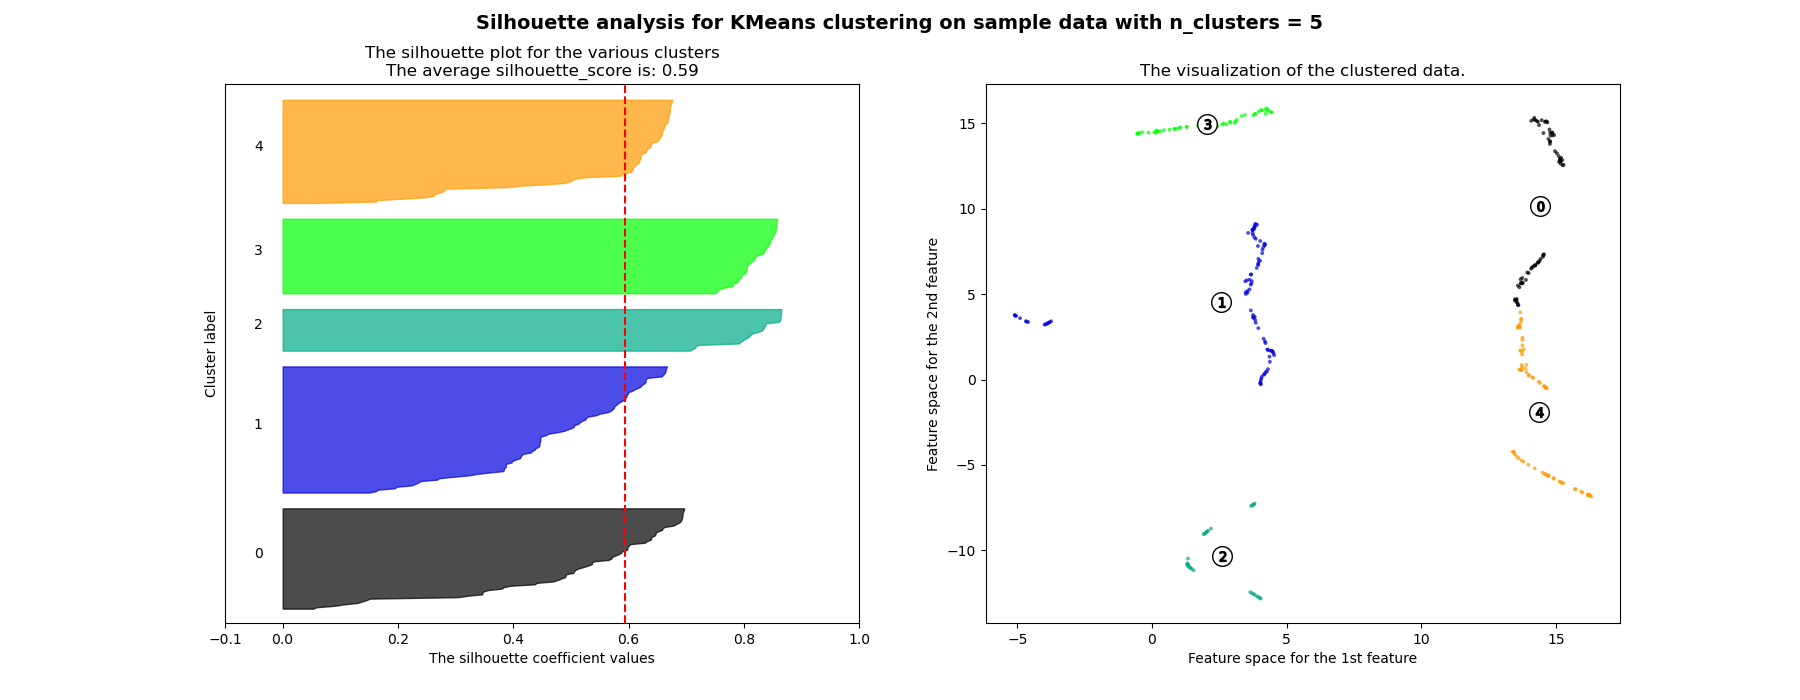 Silhouette analysis for KMeans clustering on sample data with n_clusters = 5
The silhouette plot for the various clusters
The average silhouette_score is: 0.59
Cluster label
4
3
2
1
0
−0.1 0.0 0.2 0.4 0.6 0.8 1.0
The silhouette coefficient values
The visualization of the clustered data.
Feature space for the 2nd feature
15
10
5
0
−5
−10
3
0
1
4
2
−5 0 5 10 15
Feature space for the 1st feature